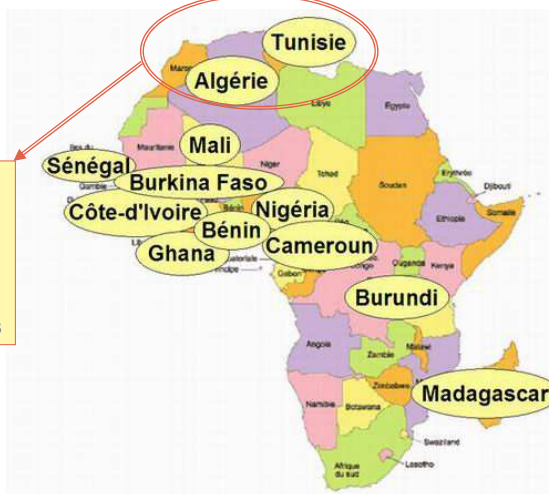 Tunisie
Maroc
Algérie
Libye
Egypte
Mali
Mauritanie
Sénégal
Niger
Tchad
Erythrée
Gambie
Burkina Faso
Soudan
Djibouti
Côte-d'Ivoire
Bénin
Nigéria
Somalie
Ethiopie
Bénin
Ghana
Cameroun
Ouganda
Kenya
Gabon
Burundi
Angola
Malawi
Zambie
Zimbabwe
Madagascar
Namibie
Botswana
Swaziland
Lesotho
Afrique
du sud